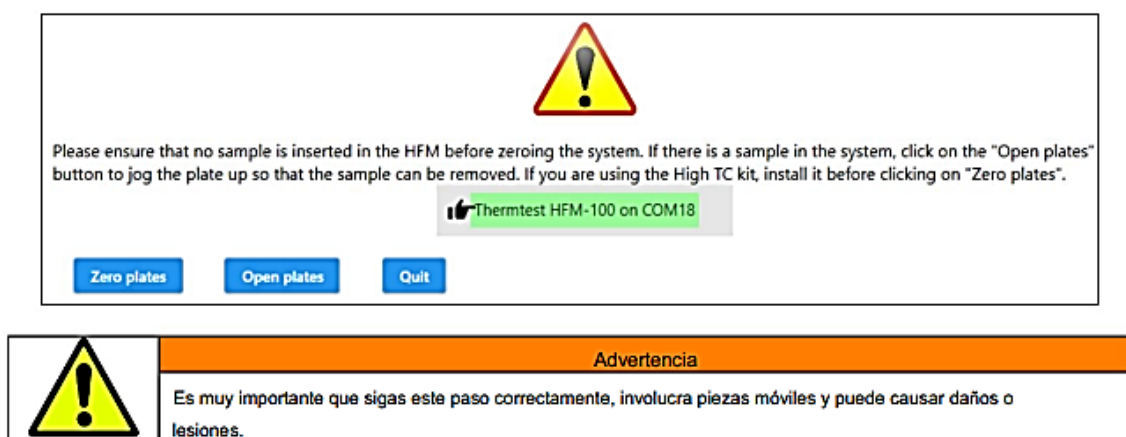 Please ensure that no sample is inserted in the HFM before zeroing the system. If there is a sample in the system, click on the "Open plates"
button to jog the plate up so that the sample can be removed. If you are using the High TC kit, install it before clicking on "Zero plates".
Thermtest HFM-100 on COM18
Zero plates Open plates Quit
Advertencia
Es muy importante que sigas este paso correctamente, involucra piezas móviles y puede causar daños o
lesiones.